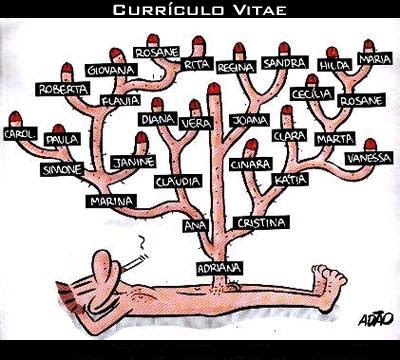 CURRÍCULO VITAE
ROSANE
GIOVANA
RITA
REGINA
SANDRA
HILDA
MARIA
ROBERTA
FLAVIA
CECÍLIA
ROSANE
DIANA
VERA
JOANA
CAROL
PAULA
CLARA
MARTA
SIMONE
JANINE
CINARA
VANESSA
CLAUDIA
KATIA
MARINA
ANA
CRISTINA
ADRIANA
ADÃO